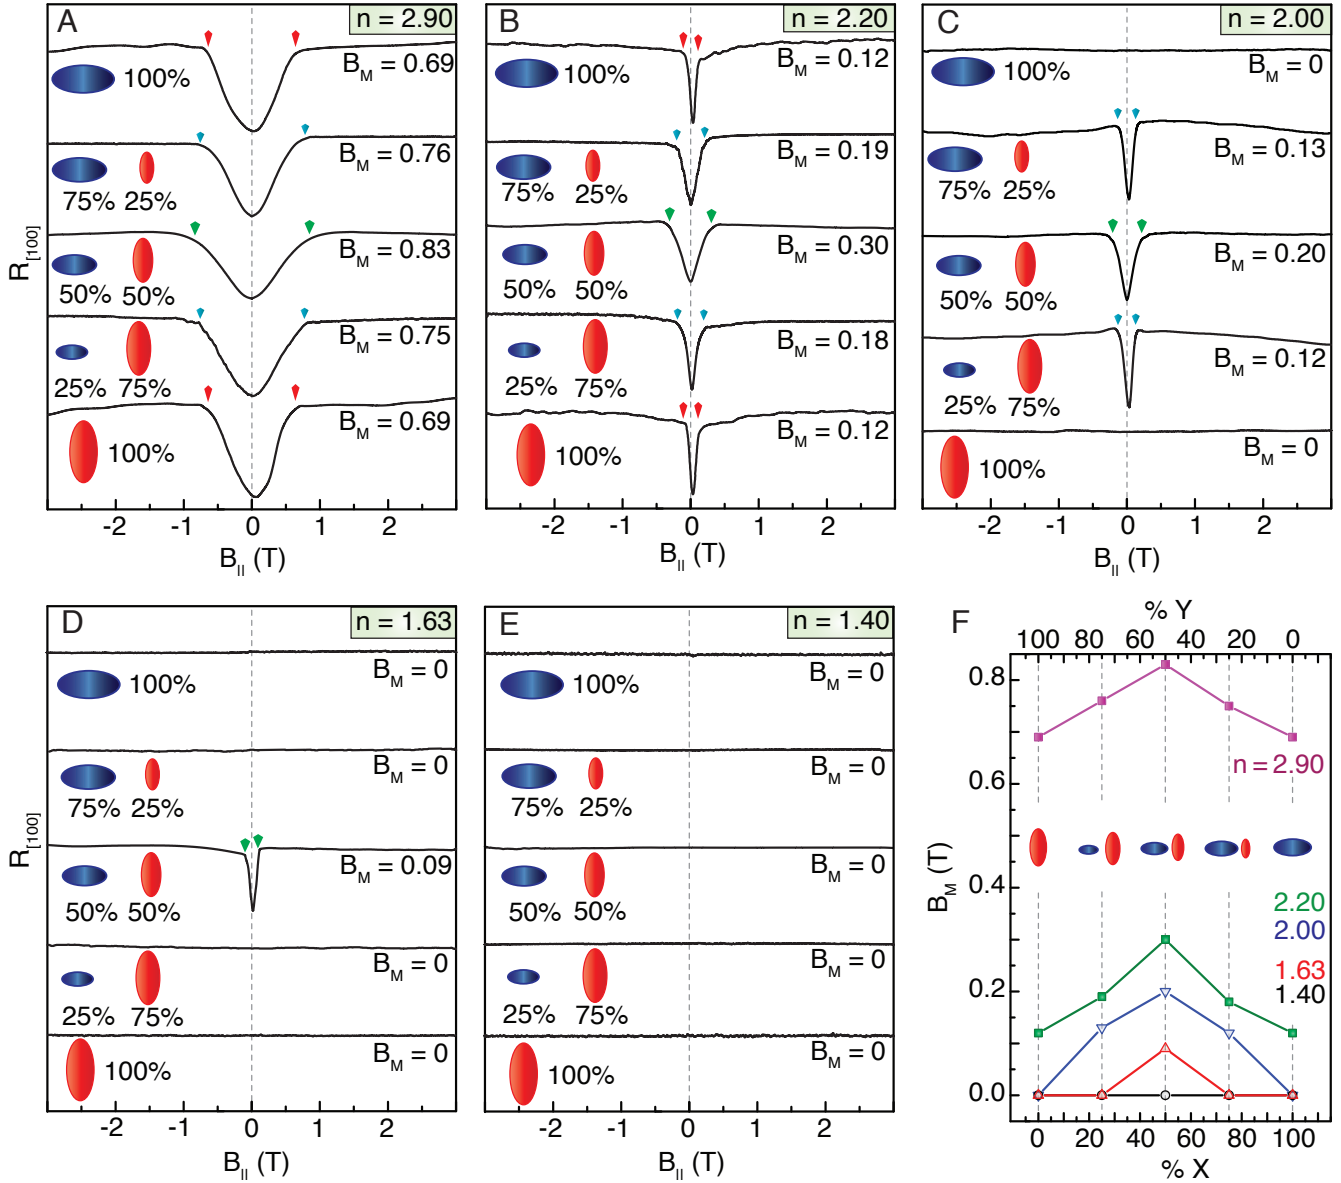 A
n = 2.90
B_M = 0.69
100%
B_M = 0.76
75% 25%
B_M = 0.83
50% 50%
B_M = 0.75
25% 75%
B_M = 0.69
100%
R_[100]
-2 -1 0 1 2
B_|| (T)
B
n = 2.20
B_M = 0.12
100%
B_M = 0.19
75% 25%
B_M = 0.30
50% 50%
B_M = 0.18
25% 75%
B_M = 0.12
100%
-2 -1 0 1 2
B_|| (T)
C
n = 2.00
B_M = 0
100%
B_M = 0.13
75% 25%
B_M = 0.20
50% 50%
B_M = 0.12
25% 75%
B_M = 0
100%
-2 -1 0 1 2
B_|| (T)
D
n = 1.63
B_M = 0
100%
B_M = 0
75% 25%
B_M = 0.09
50% 50%
B_M = 0
25% 75%
B_M = 0
100%
R_[100]
-2 -1 0 1 2
B_|| (T)
E
n = 1.40
B_M = 0
100%
B_M = 0
75% 25%
B_M = 0
50% 50%
B_M = 0
25% 75%
B_M = 0
100%
-2 -1 0 1 2
B_|| (T)
F
% Y
100 80 60 40 20 0
0.8
0.6
0.4
0.2
0.0
B_M (T)
n = 2.90
2.20
2.00
1.63
1.40
0 20 40 60 80 100
% X